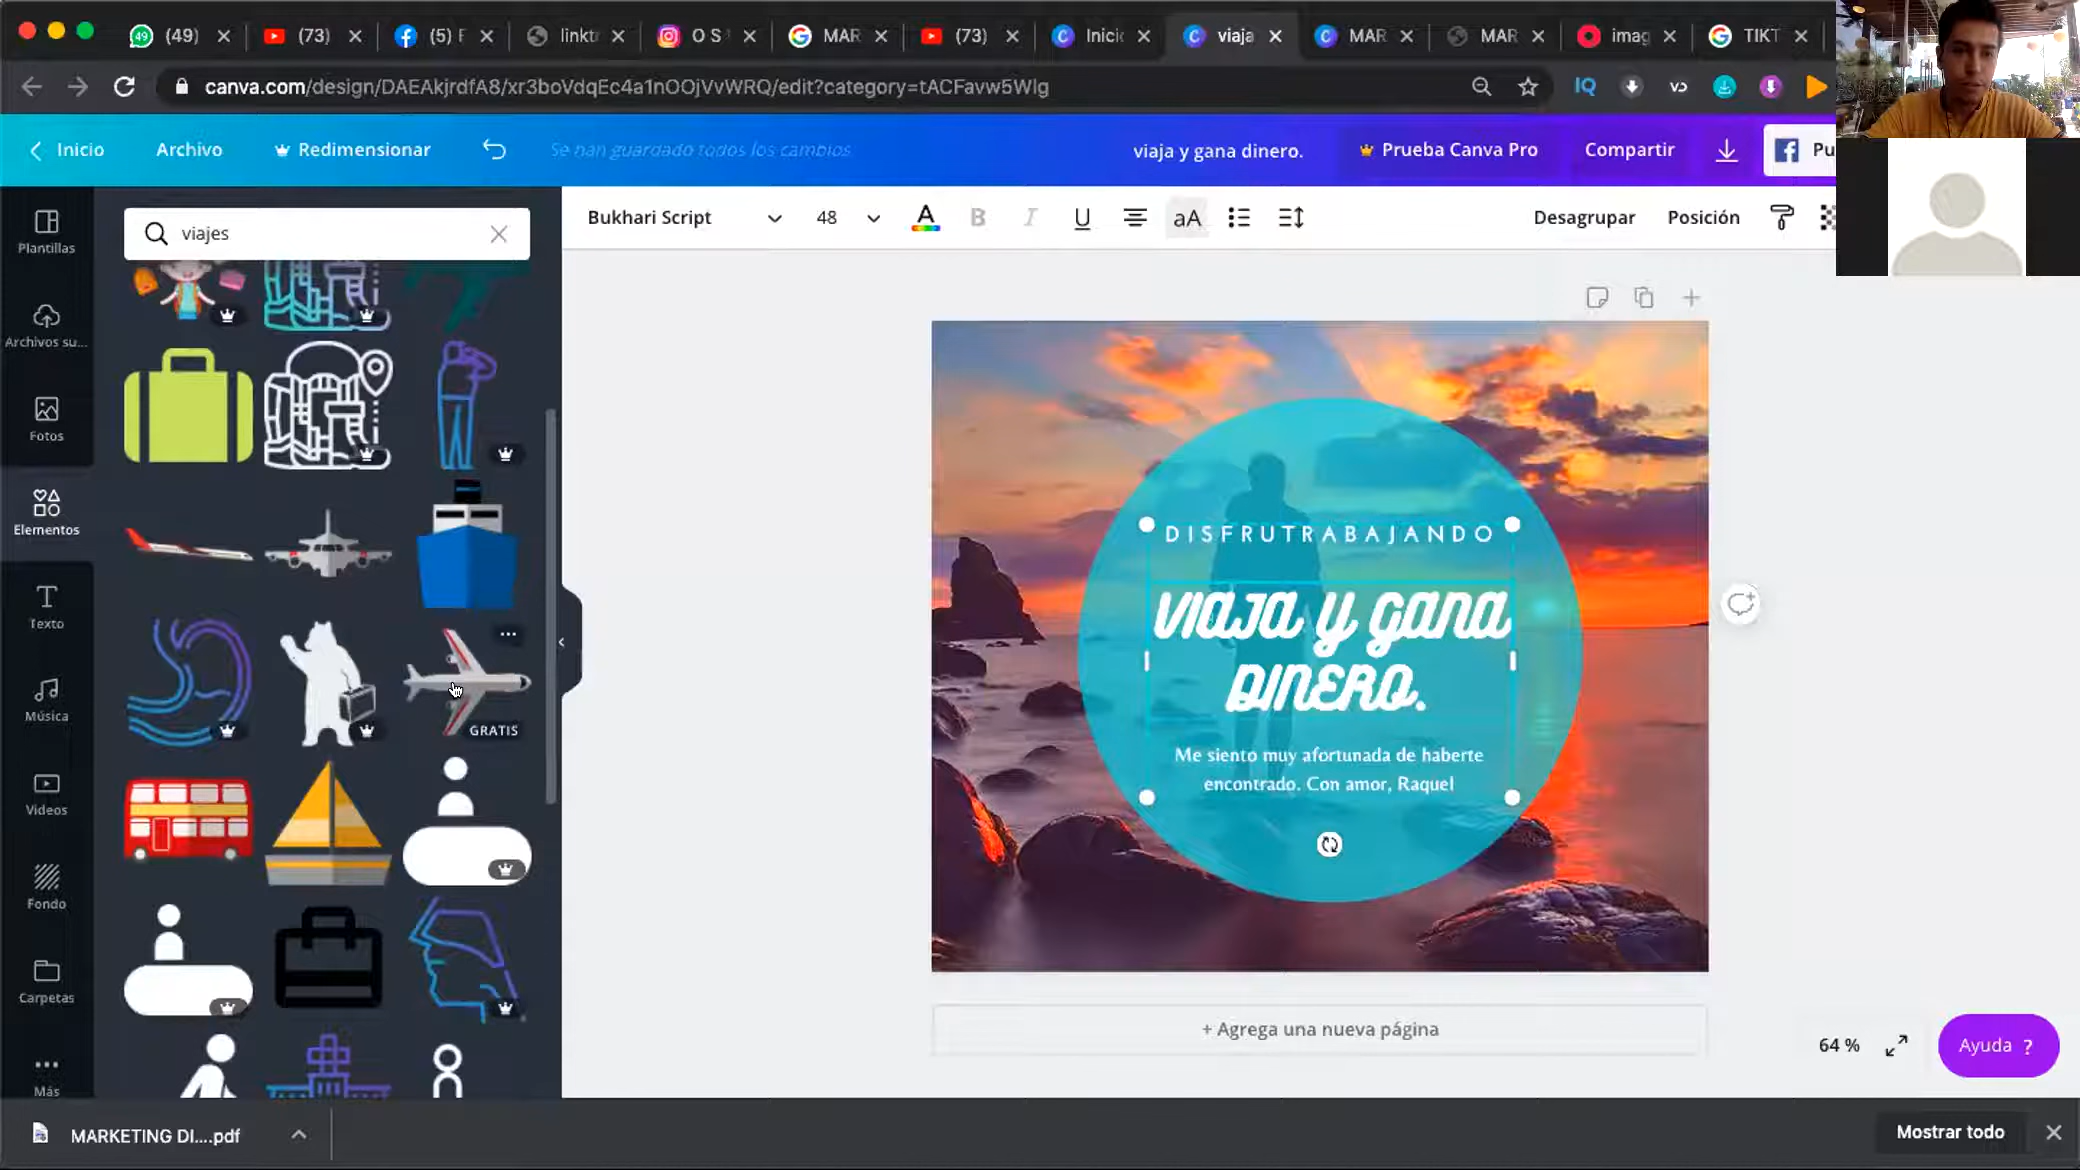 (49)
(73)
(5) F
linktr
O S
MAR
(73)
Inicio
viaja
MAR
MAR
imag
TIKT
canva.com/design/DAEAkjrdfA8/xr3boVdqEc4a1nOOjVvWRQ/edit?category=tACFavw5WIg
IQ
Inicio
Archivo
Redimensionar
Se han guardado todos los cambios
viaja y gana dinero.
Prueba Canva Pro
Compartir
Pu
Plantillas
Archivos su...
Fotos
Elementos
Texto
Música
Videos
Fondo
Carpetas
Más
viajes
GRATIS
Bukhari Script
48
A
B
I
U
aA
Desagrupar
Posición
DISFRUTRABAJANDO
VIAJA Y GANA
DINERO.
Me siento muy afortunada de haberte
encontrado. Con amor, Raquel
+ Agrega una nueva página
64 %
Ayuda ?
MARKETING DI....pdf
Mostrar todo